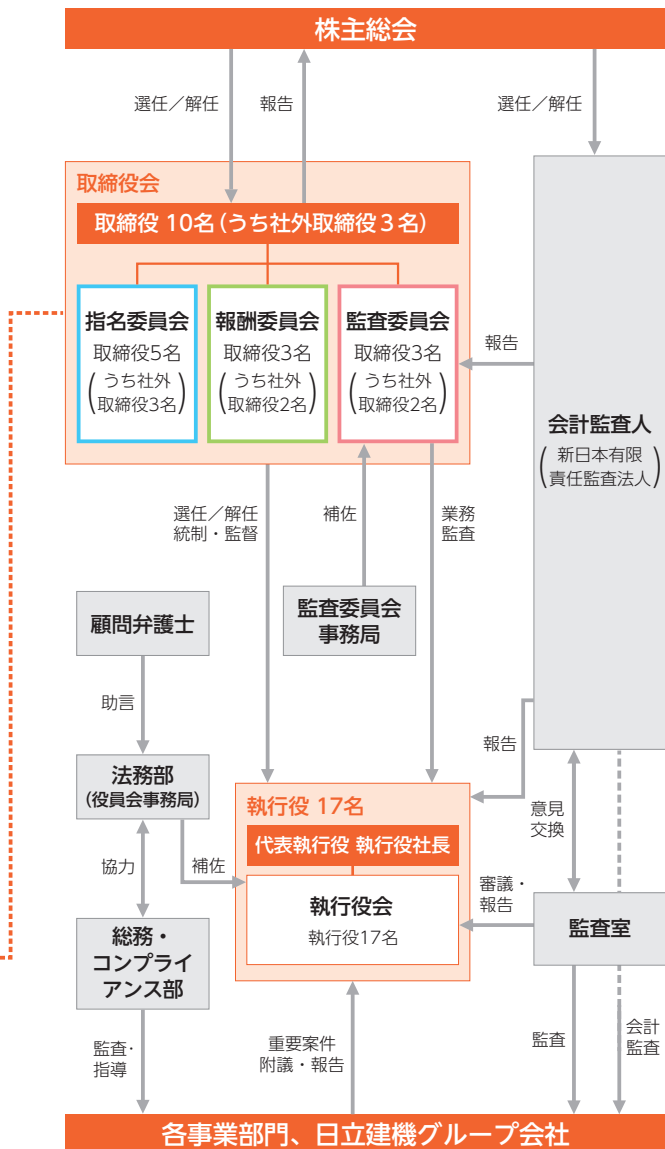 株主総会
選任／解任
報告
選任／解任
取締役会
取締役 10名（うち社外取締役３名）
指名委員会
取締役5名
（うち社外
取締役3名）
報酬委員会
取締役3名
（うち社外
取締役2名）
監査委員会
取締役3名
（うち社外
取締役2名）
報告
会計監査人
（新日本有限
責任監査法人）
選任／解任
統制・監督
補佐
業務
監査
監査委員会
事務局
顧問弁護士
助言
法務部
（役員会事務局）
報告
執行役 17名
代表執行役 執行役社長
執行役会
執行役17名
意見
交換
協力
補佐
審議・
報告
監査室
総務・
コンプライ
アンス部
監査・
指導
重要案件
附議・報告
監査
会計
監査
各事業部門、日立建機グループ会社